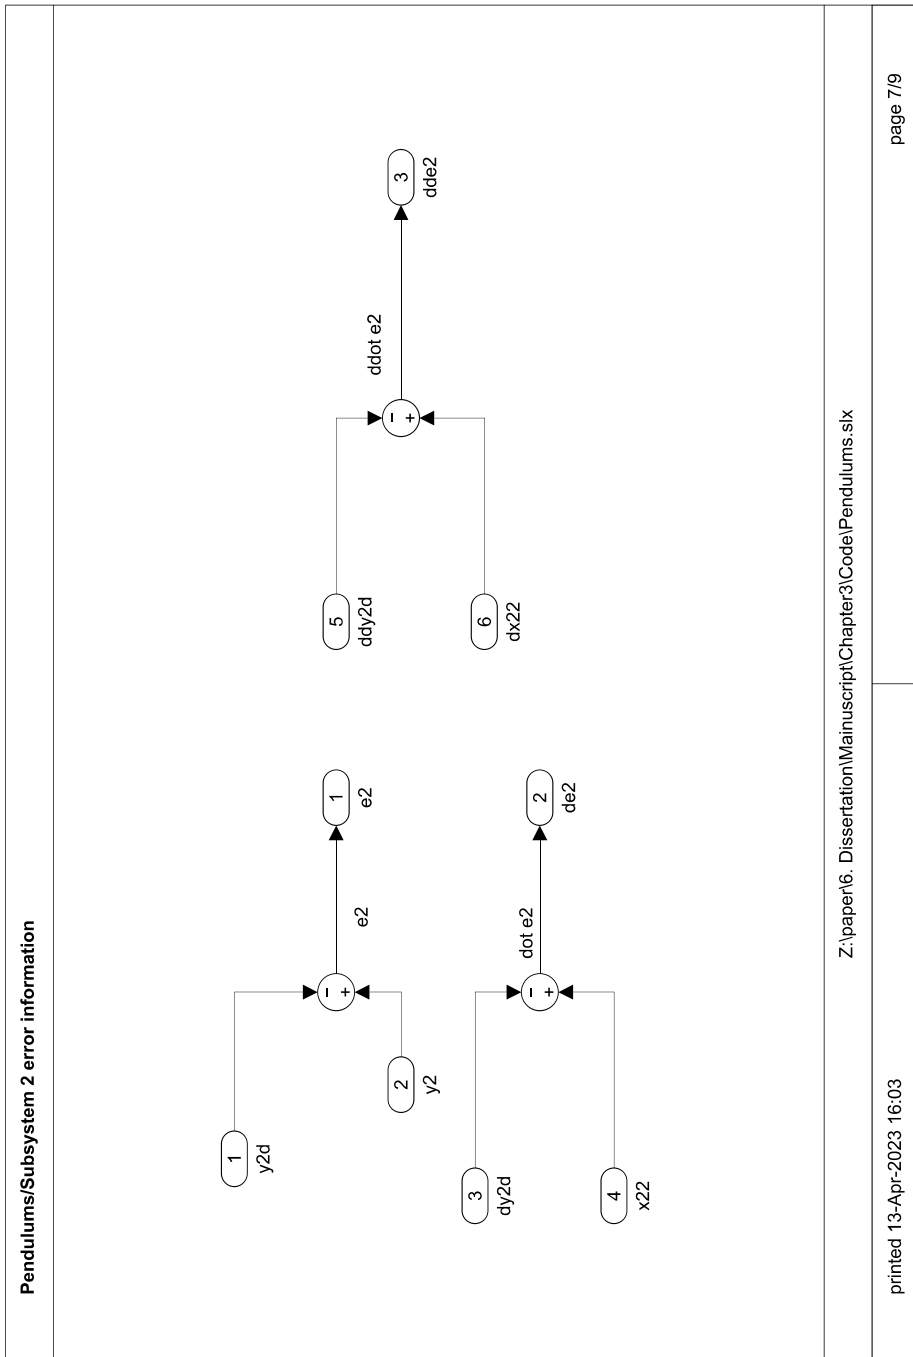 Pendulums/Subsystem 2 error information
1
y2d
2
y2
-
+
e2
1
e2
3
dy2d
4
x22
-
+
dot e2
2
de2
5
ddy2d
6
dx22
-
+
ddot e2
3
dde2
Z:\paper\6. Dissertation\Mainuscript\Chapter3\Code\Pendulums.slx
printed 13-Apr-2023 16:03
page 7/9